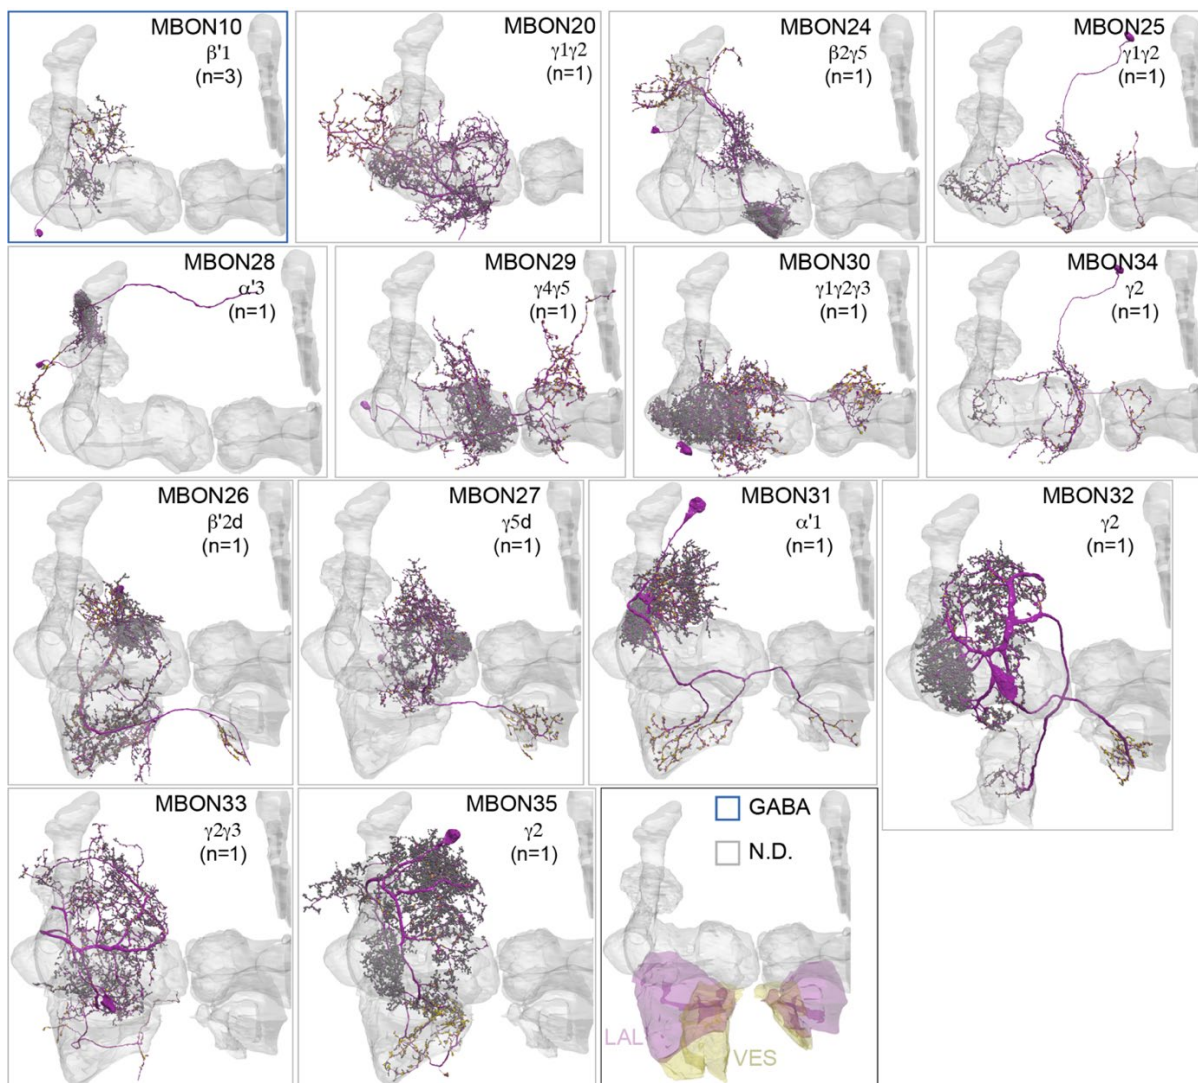 MBON10
β'1
(n=3)
MBON20
γ1γ2
(n=1)
MBON24
β2γ5
(n=1)
MBON25
γ1γ2
(n=1)
MBON28
α'3
(n=1)
MBON29
γ4γ5
(n=1)
MBON30
γ1γ2γ3
(n=1)
MBON34
γ2
(n=1)
MBON26
β'2d
(n=1)
MBON27
γ5d
(n=1)
MBON31
α'1
(n=1)
MBON32
γ2
(n=1)
MBON33
γ2γ3
(n=1)
MBON35
γ2
(n=1)
GABA
N.D.
LAL
VES